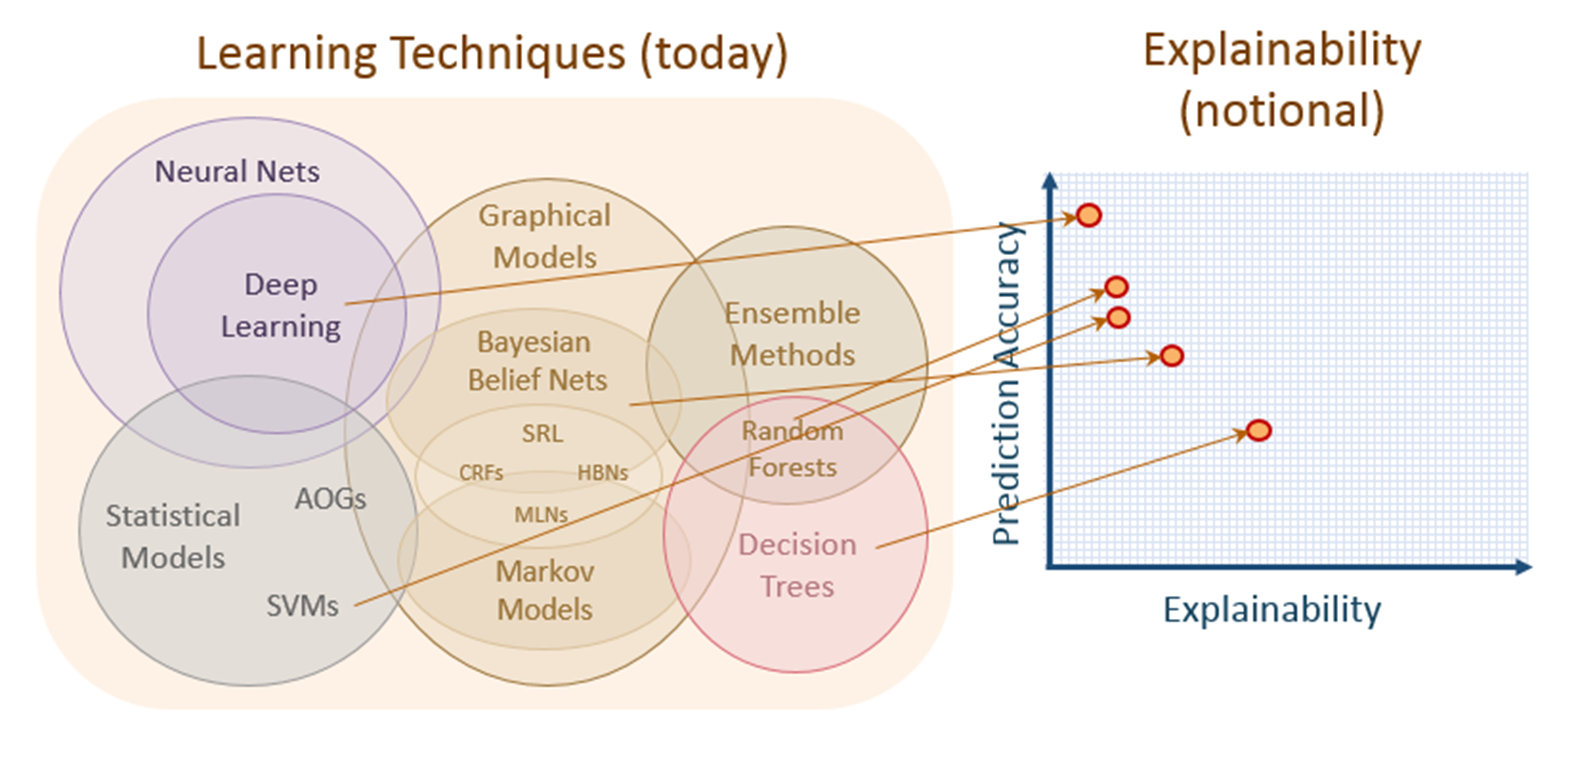 Learning Techniques (today)
Neural Nets
Deep
Learning
Graphical
Models
Bayesian
Belief Nets
SRL
CRFs
HBNs
MLNs
Markov
Models
Ensemble
Methods
Random
Forests
Decision
Trees
Statistical
Models
AOGs
SVMs
Explainability
(notional)
Prediction Accuracy
Explainability